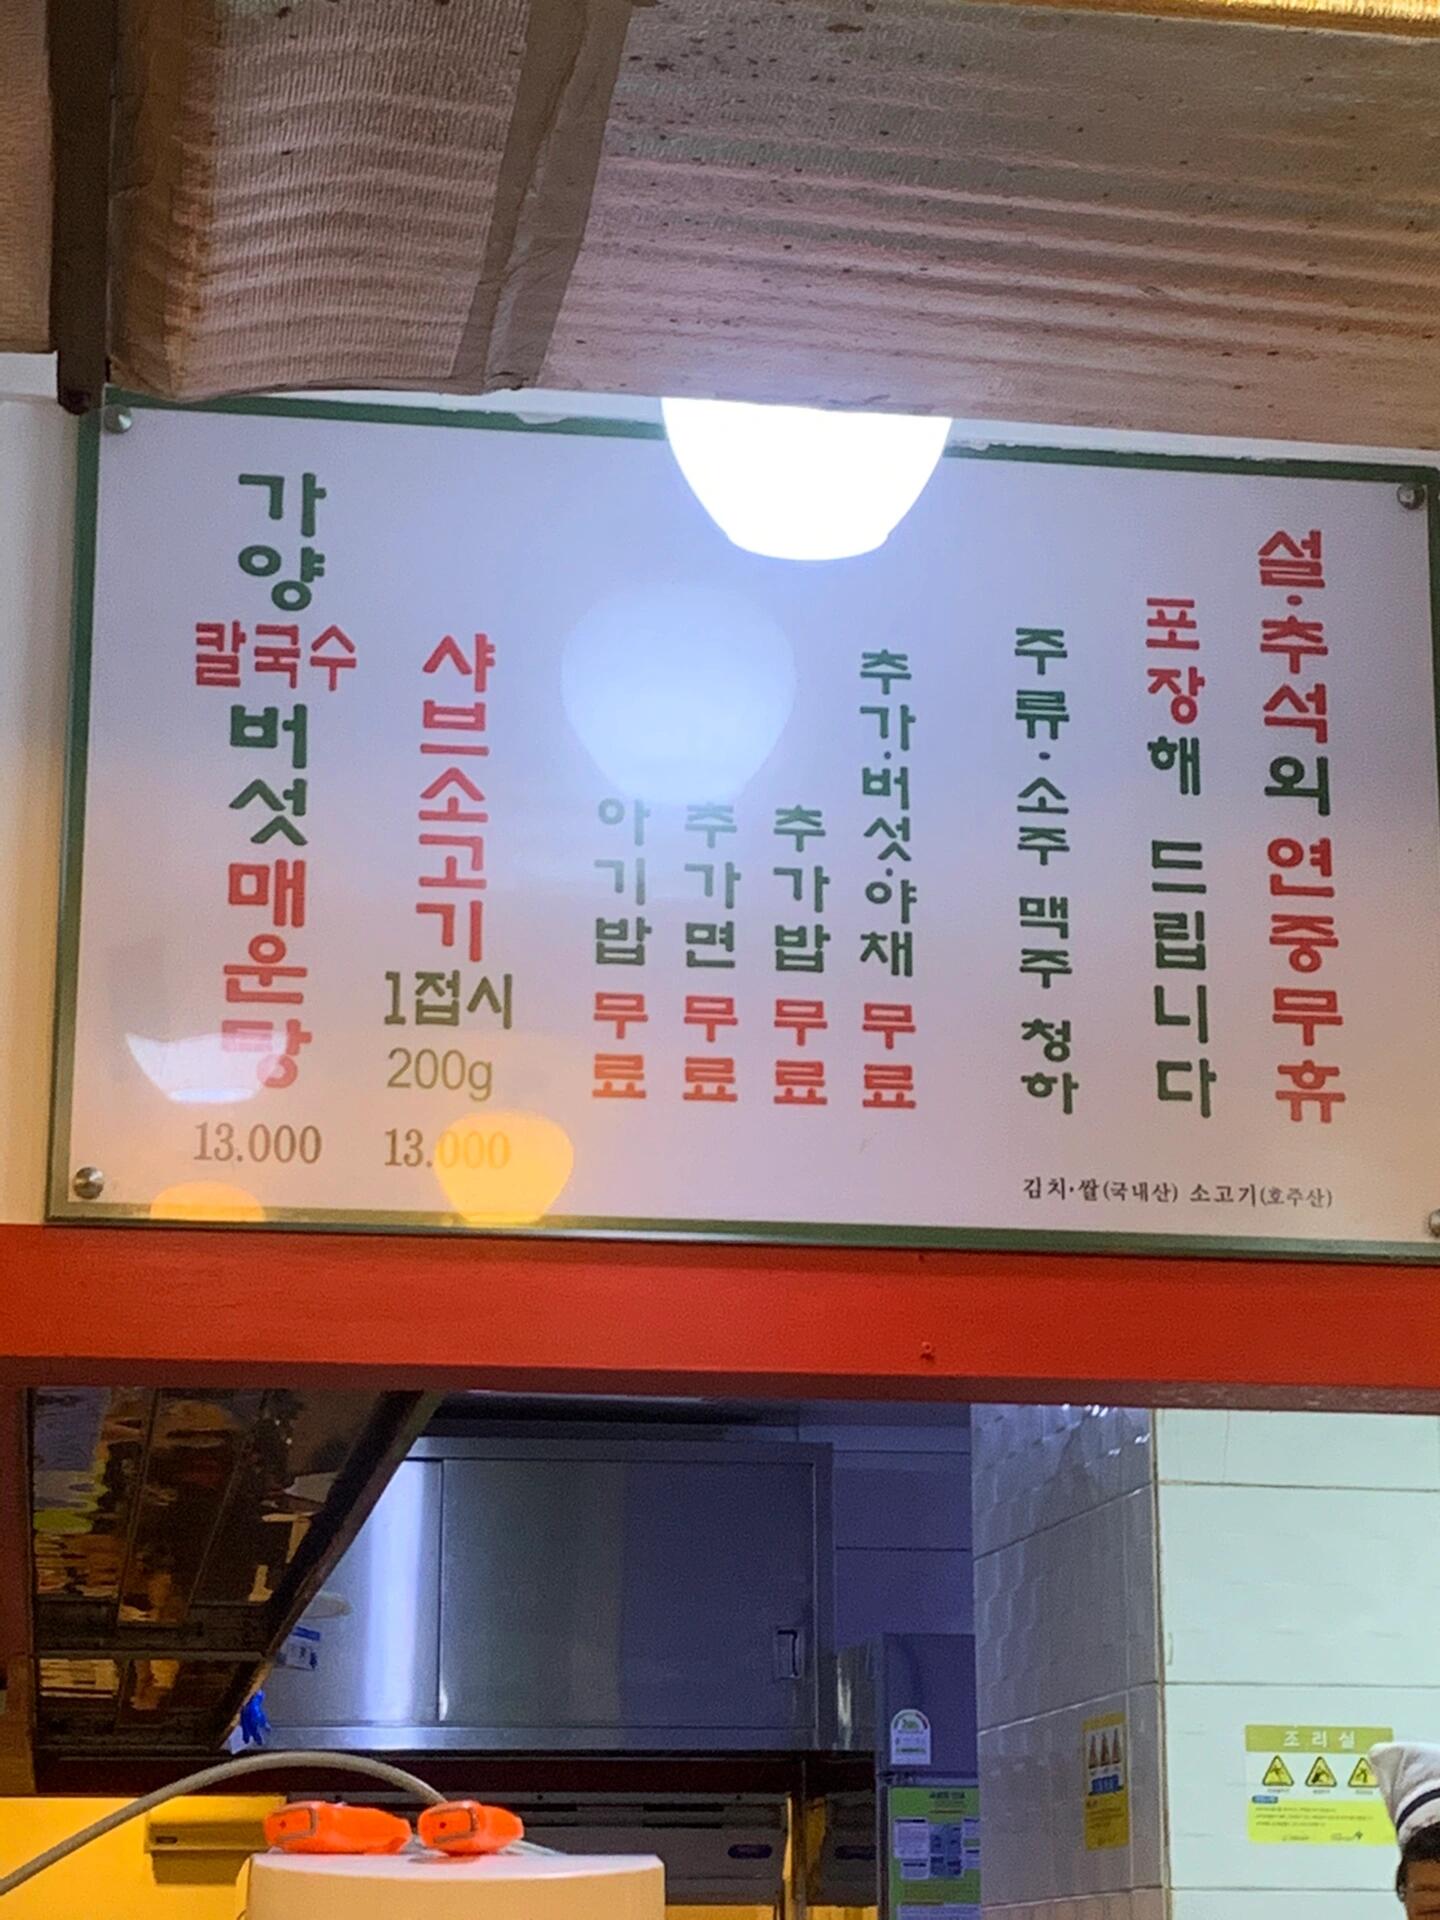 가양
칼국수
버섯매운탕
13.000
샤브소고기
1접시
200g
13.000
아기밥 무료
추가면 무료
추가밥 무료
추가·버섯·야채 무료
주류·소주 맥주 청하
포장해 드립니다
설·추석외 연중무휴
김치·쌀(국내산) 소고기(호주산)
조리실